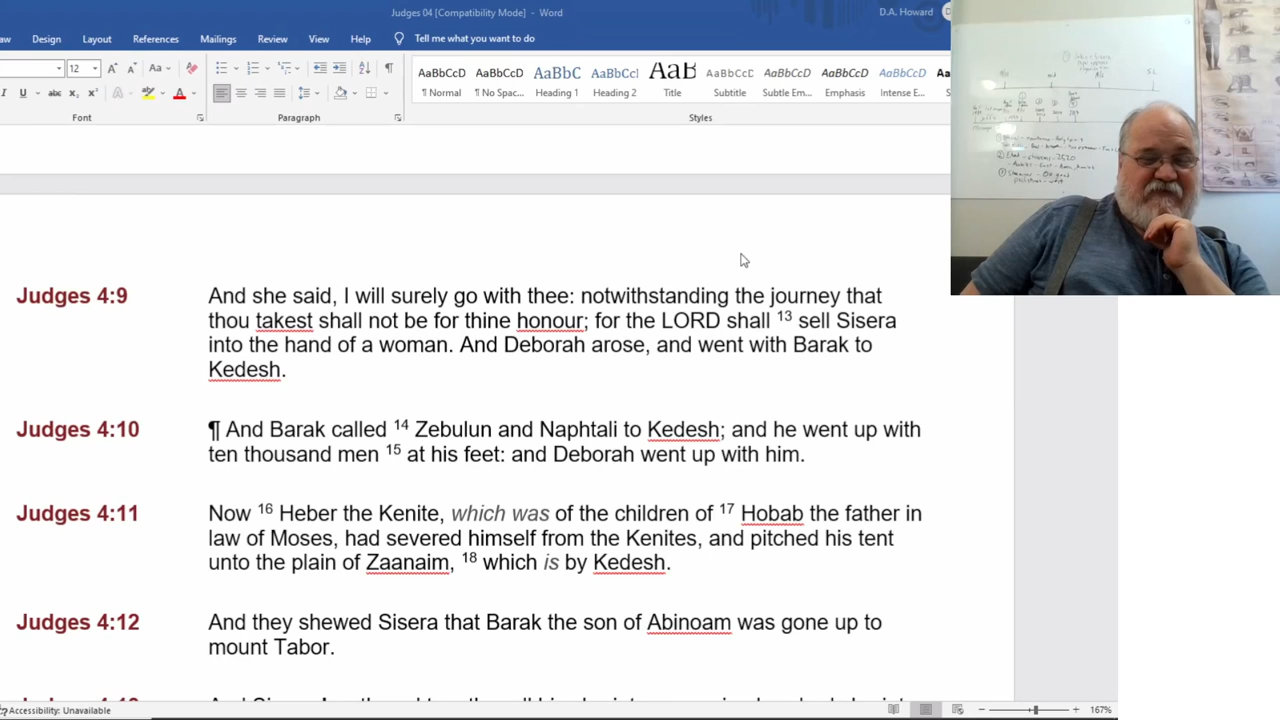 Judges 04 [Compatibility Mode] - Word
D.A. Howard
aw Design Layout References Mailings Review View Help Tell me what you want to do
12 Aa
I U abc x₂ x² A A
Font Paragraph Styles
AaBbCcD AaBbCcD AaBbC AaBbCcI AaB AaBbCcD AaBbCcD AaBbCcD AaBbCcD
¶ Normal ¶ No Spac... Heading 1 Heading 2 Title Subtitle Subtle Em... Emphasis Intense E...
Judges 4:9 And she said, I will surely go with thee: notwithstanding the journey that
thou takest shall not be for thine honour; for the LORD shall 13 sell Sisera
into the hand of a woman. And Deborah arose, and went with Barak to
Kedesh.
Judges 4:10 ¶ And Barak called 14 Zebulun and Naphtali to Kedesh; and he went up with
ten thousand men 15 at his feet: and Deborah went up with him.
Judges 4:11 Now 16 Heber the Kenite, which was of the children of 17 Hobab the father in
law of Moses, had severed himself from the Kenites, and pitched his tent
unto the plain of Zaanaim, 18 which is by Kedesh.
Judges 4:12 And they shewed Sisera that Barak the son of Abinoam was gone up to
mount Tabor.
Accessibility: Unavailable
167%